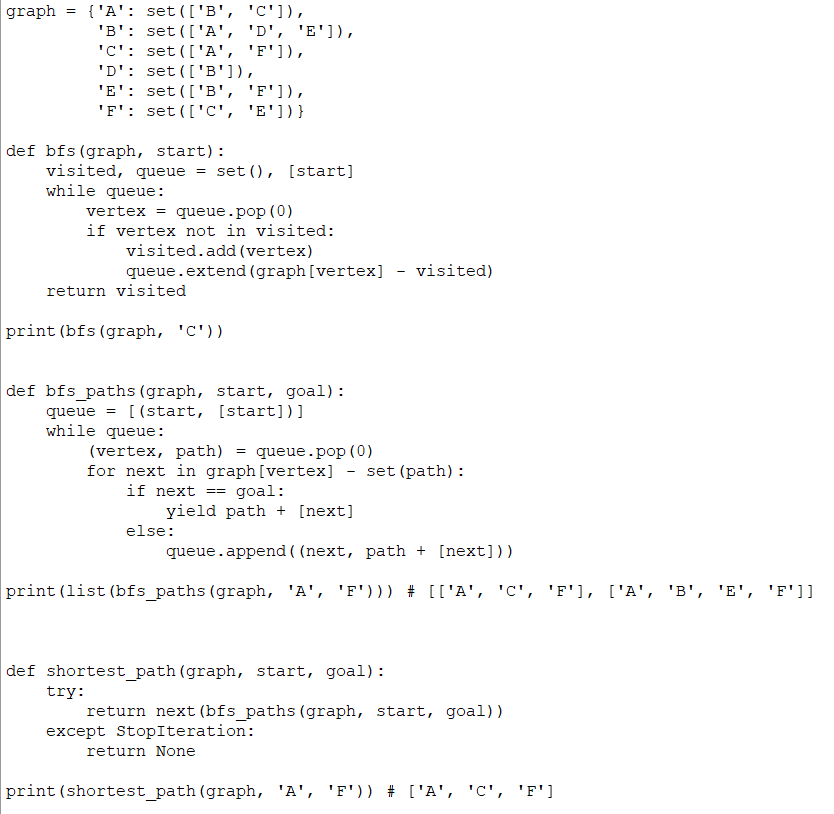 graph = {'A': set(['B', 'C']),
         'B': set(['A', 'D', 'E']),
         'C': set(['A', 'F']),
         'D': set(['B']),
         'E': set(['B', 'F']),
         'F': set(['C', 'E'])}

def bfs(graph, start):
    visited, queue = set(), [start]
    while queue:
        vertex = queue.pop(0)
        if vertex not in visited:
            visited.add(vertex)
            queue.extend(graph[vertex] - visited)
    return visited

print(bfs(graph, 'C'))


def bfs_paths(graph, start, goal):
    queue = [(start, [start])]
    while queue:
        (vertex, path) = queue.pop(0)
        for next in graph[vertex] - set(path):
            if next == goal:
                yield path + [next]
            else:
                queue.append((next, path + [next]))

print(list(bfs_paths(graph, 'A', 'F'))) # [['A', 'C', 'F'], ['A', 'B', 'E', 'F']]



def shortest_path(graph, start, goal):
    try:
        return next(bfs_paths(graph, start, goal))
    except StopIteration:
        return None

print(shortest_path(graph, 'A', 'F')) # ['A', 'C', 'F']